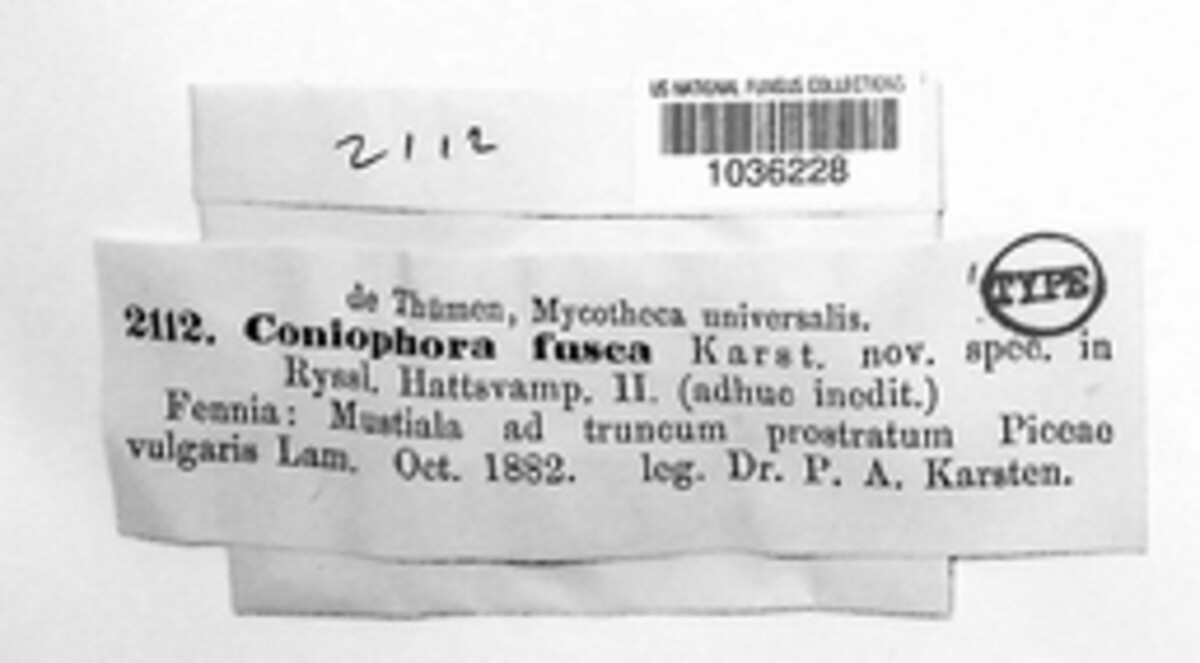 2112
US NATIONAL FUNGUS COLLECTIONS
1036228
TYPE
de Thümen, Mycotheca universalis.
2112. Coniophora fusca Karst. nov. spec. in
Ryssl. Hattsvamp. II. (adhuc inedit.)
Fennia: Mustiala ad truncum prostratum Piceae
vulgaris Lam. Oct. 1882. leg. Dr. P. A. Karsten.